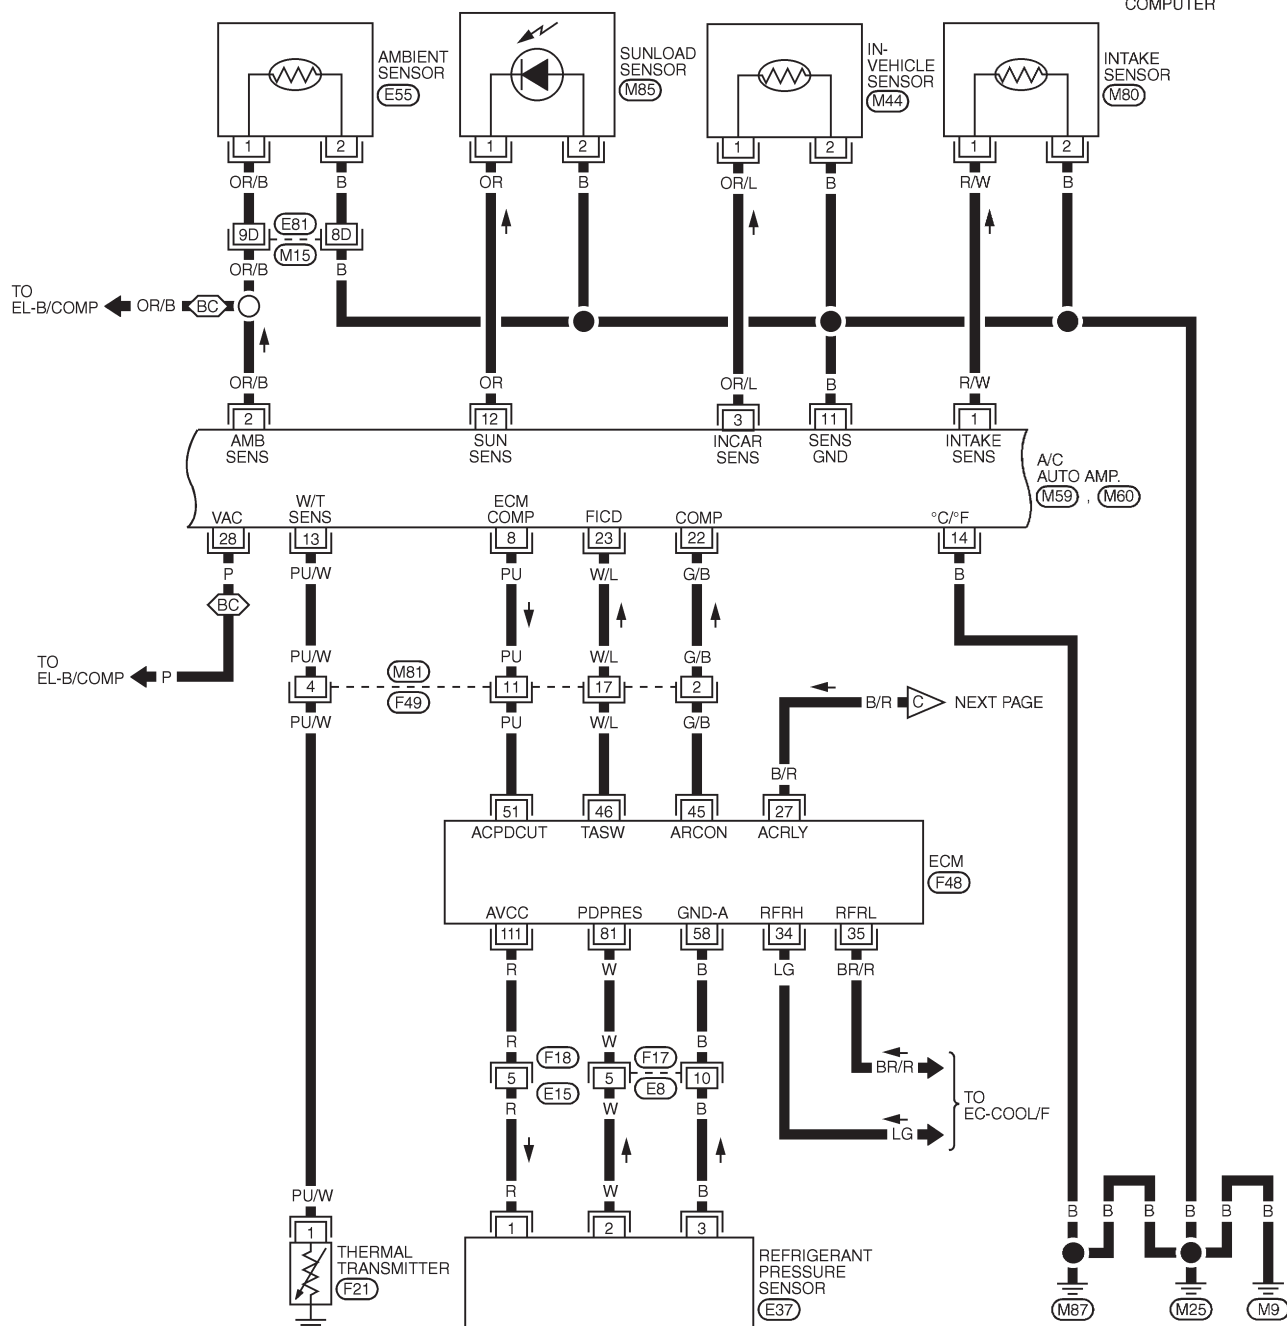 COMPUTER
AMBIENT
SENSOR
E55
SUNLOAD
SENSOR
M85
IN-
VEHICLE
SENSOR
M44
INTAKE
SENSOR
M80
1 2 1 2 1 2 1 2
OR/B B OR B OR/L B R/W B
9D E81 8D
M15
OR/B B
TO
EL-B/COMP OR/B BC
OR/B OR OR/L B R/W
2 12 3 11 1
AMB
SENS
SUN
SENS
INCAR
SENS
SENS
GND
INTAKE
SENS
A/C
AUTO AMP.
M59 , M60
VAC
W/T
SENS
ECM
COMP
FICD
COMP
°C/°F
28 13 8 23 22 14
P PU/W PU W/L G/B B
BC
TO
EL-B/COMP P
PU/W PU W/L G/B
M81
4 11 17 2
F49
PU/W PU W/L G/B
B/R C NEXT PAGE
B/R
51 46 45 27
ACPDCUT TASW ARCON ACRLY
ECM
F48
AVCC PDPRES GND-A RFRH RFRL
111 81 58 34 35
R W B LG BR/R
R W B
F18 F17
5 5 10
E15 E8
R W B
BR/R
TO
EC-COOL/F
LG
R W B
PU/W
1 1 2 3
THERMAL
TRANSMITTER
F21
REFRIGERANT
PRESSURE
SENSOR
E37
B B B B B B
M87 M25 M9